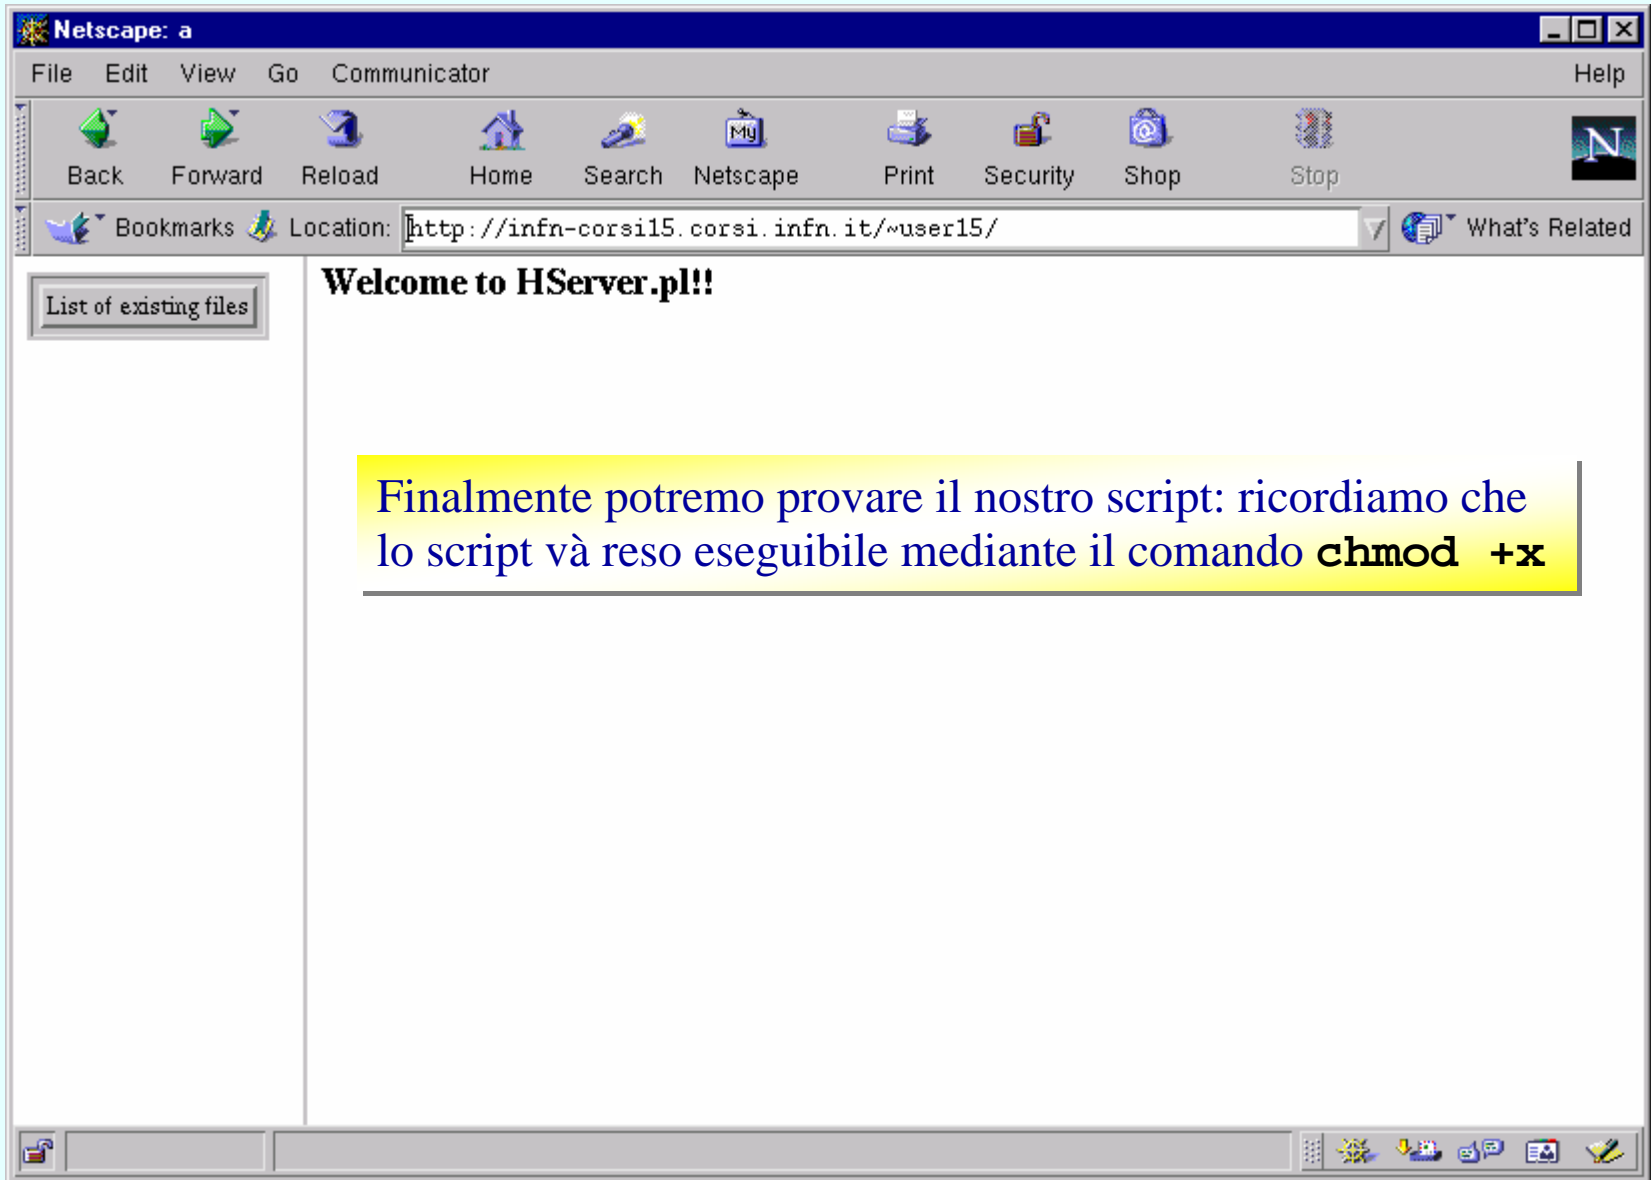 Netscape: a
File Edit View Go Communicator Help
My
N
Back Forward Reload Home Search Netscape Print Security Shop Stop
Bookmarks Location: http://infn-corsi15.corsi.infn.it/~user15/ What's Related
List of existing files
Welcome to HServer.pl!!
Finalmente potremo provare il nostro script: ricordiamo che
lo script và reso eseguibile mediante il comando chmod +x